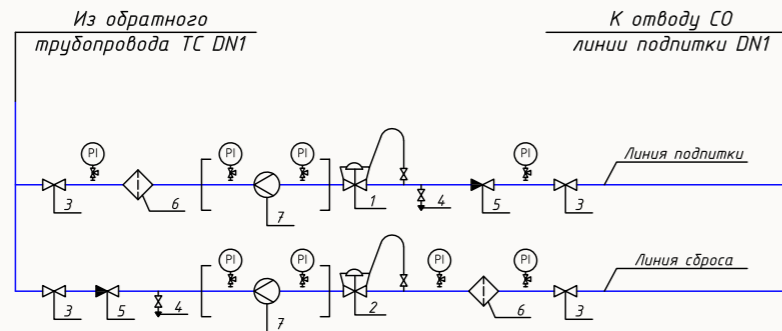 Из обратного
трубопровода ТС DN1
К отводу СО
линии подпитки DN1
PI PI PI PI
Линия подпитки
3 6 7 1 4 5 3
PI PI PI PI
Линия сброса
3 5 4 7 2 6 3